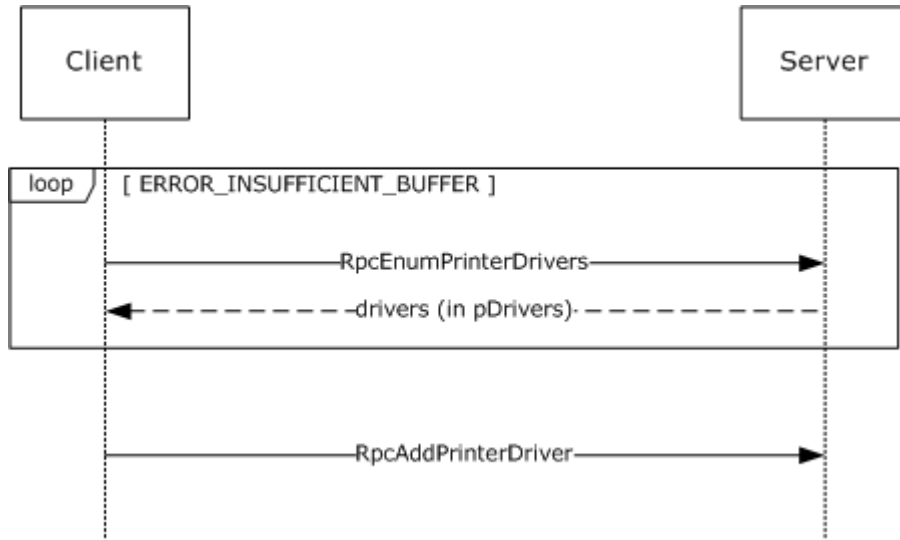 Client
Server
loop
[ ERROR_INSUFFICIENT_BUFFER ]
RpcEnumPrinterDrivers
drivers (in pDrivers)
RpcAddPrinterDriver